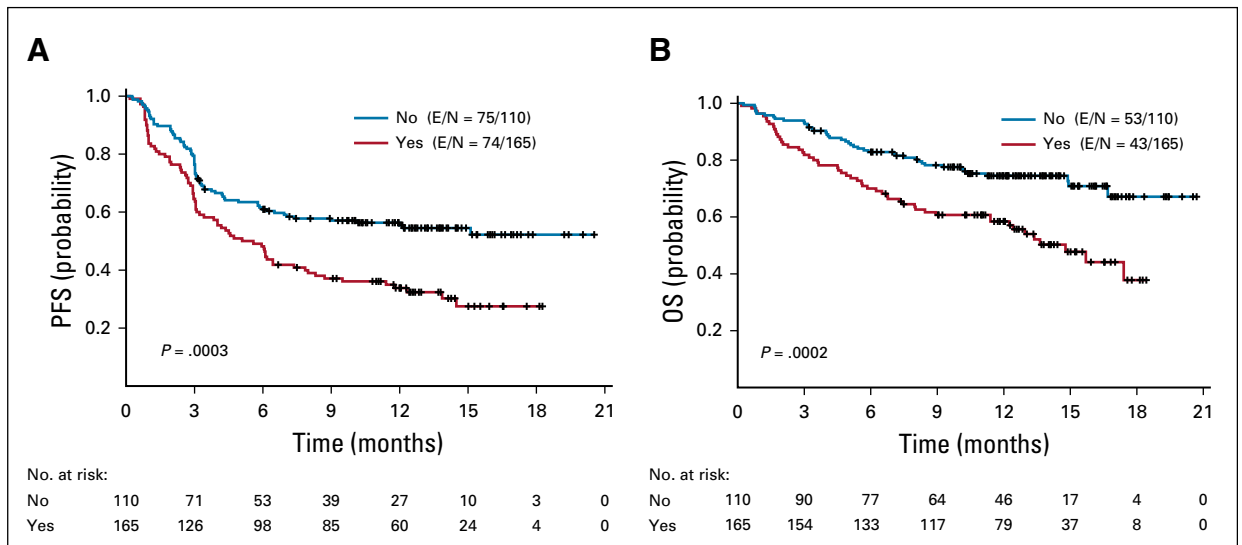 A
PFS (probability)
1.0
0.8
0.6
0.4
0.2
No (E/N = 75/110)
Yes (E/N = 74/165)
P = .0003
0 3 6 9 12 15 18 21
Time (months)
No. at risk:
No 110 71 53 39 27 10 3 0
Yes 165 126 98 85 60 24 4 0
B
OS (probability)
1.0
0.8
0.6
0.4
0.2
No (E/N = 53/110)
Yes (E/N = 43/165)
P = .0002
0 3 6 9 12 15 18 21
Time (months)
No. at risk:
No 110 90 77 64 46 17 4 0
Yes 165 154 133 117 79 37 8 0